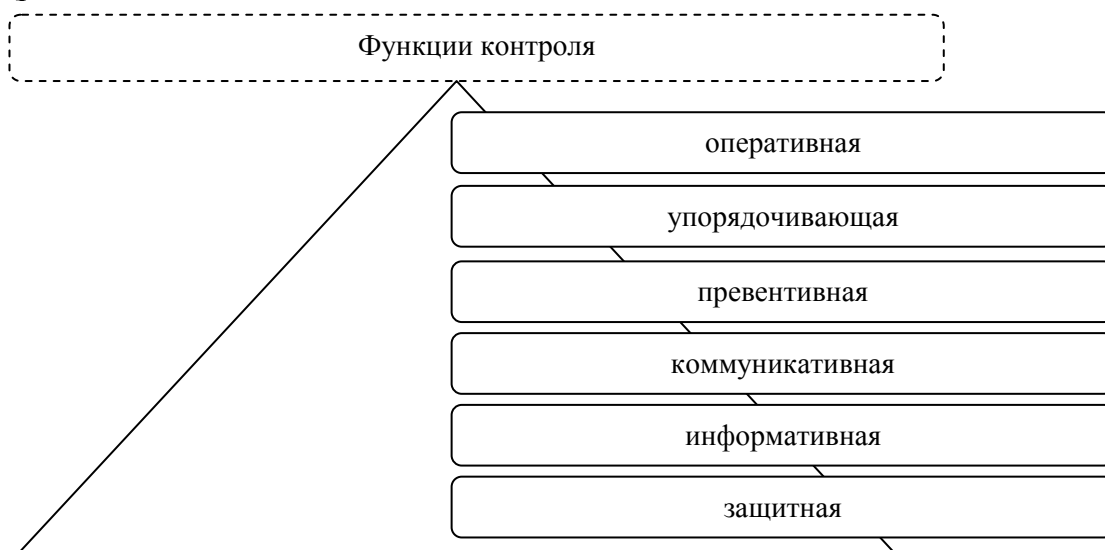 Функции контроля
оперативная
упорядочивающая
превентивная
коммуникативная
информативная
защитная